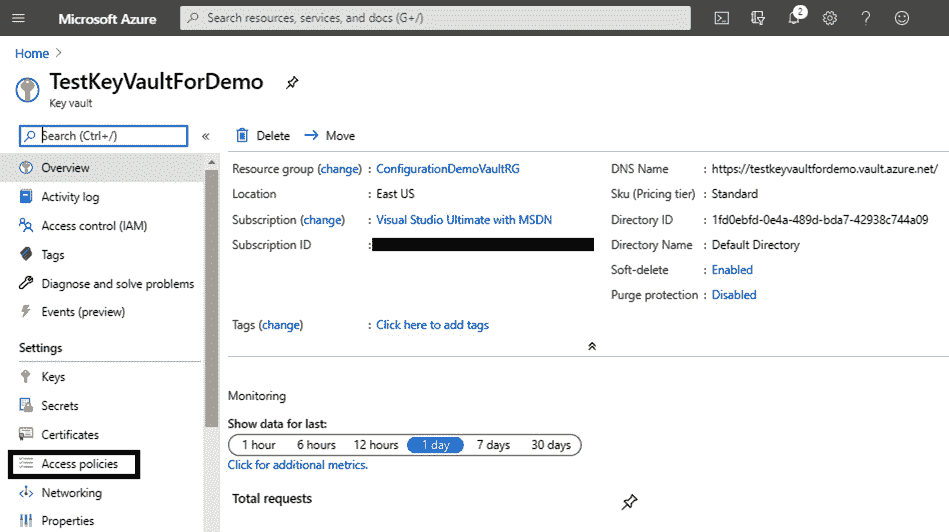 Microsoft Azure
Search resources, services, and docs (G+/)
2
Home
TestKeyVaultForDemo
Key vault
Search (Ctrl+/)
Overview
Activity log
Access control (IAM)
Tags
Diagnose and solve problems
Events (preview)
Settings
Keys
Secrets
Certificates
Access policies
Networking
Properties
Delete
Move
Resource group (change) : ConfigurationDemoVaultRG
Location : East US
Subscription (change) : Visual Studio Ultimate with MSDN
Subscription ID :
DNS Name : https://testkeyvaultfordemo.vault.azure.net/
Sku (Pricing tier) : Standard
Directory ID : 1fd0ebfd-0e4a-489d-bda7-42938c744a09
Directory Name : Default Directory
Soft-delete : Enabled
Purge protection : Disabled
Tags (change) : Click here to add tags
Monitoring
Show data for last:
1 hour 6 hours 12 hours 1 day 7 days 30 days
Click for additional metrics.
Total requests